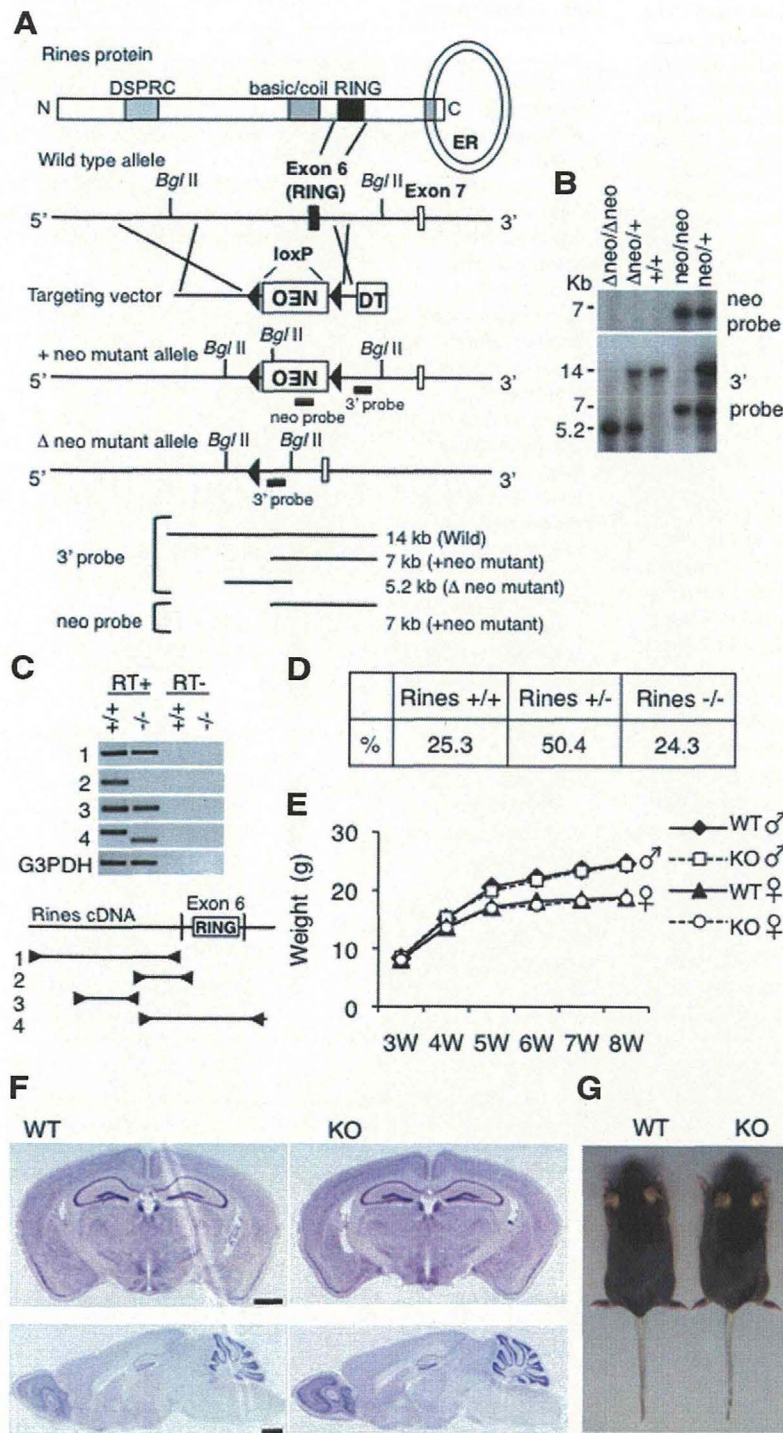 A
Rines protein
DSPRC basic/coil RING
N C
ER
Wild type allele
Bgl II Exon 6 (RING) Bgl II Exon 7
5' 3'
loxP
Targeting vector NEO DT
+ neo mutant allele Bgl II Bgl II Bgl II
5' NEO 3'
neo probe 3' probe
Δ neo mutant allele Bgl II Bgl II
5' 3'
3' probe
3' probe
14 kb (Wild)
7 kb (+neo mutant)
5.2 kb (Δ neo mutant)
neo probe
7 kb (+neo mutant)
B
Δneo/Δneo Δneo/+ +/+ neo/neo neo/+
Kb
7 neo probe
14
7 3' probe
5.2
C
RT+ RT-
+/+ -/- +/+ -/-
1
2
3
4
G3PDH
Rines cDNA Exon 6
RING
1
2
3
4
D
Rines +/+ Rines +/- Rines -/-
% 25.3 50.4 24.3
E
Weight (g)
30
20
10
0
3W 4W 5W 6W 7W 8W
♂
♀
WT ♂
KO ♂
WT ♀
KO ♀
F
WT KO
G
WT KO